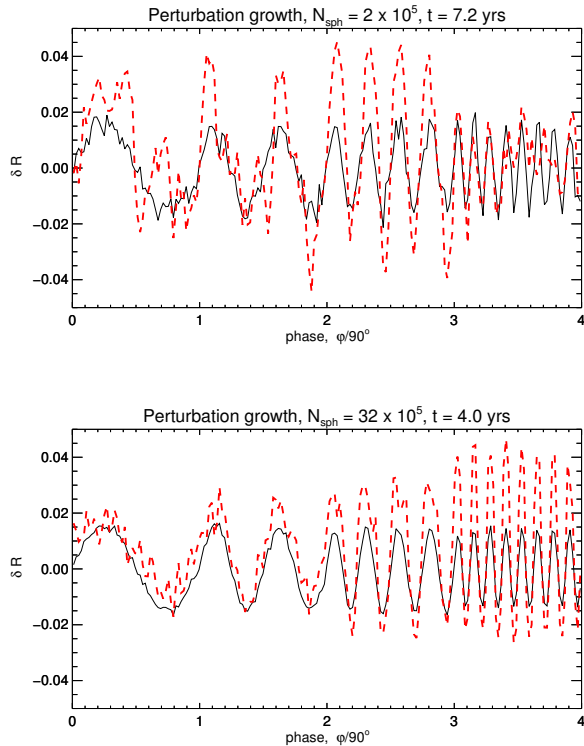 Perturbation growth, N_sph = 2 x 10^5, t = 7.2 yrs
0.04
0.02
0.00
−0.02
−0.04
δ R
0 1 2 3 4
phase, φ/90°
Perturbation growth, N_sph = 32 x 10^5, t = 4.0 yrs
0.04
0.02
0.00
−0.02
−0.04
δ R
0 1 2 3 4
phase, φ/90°